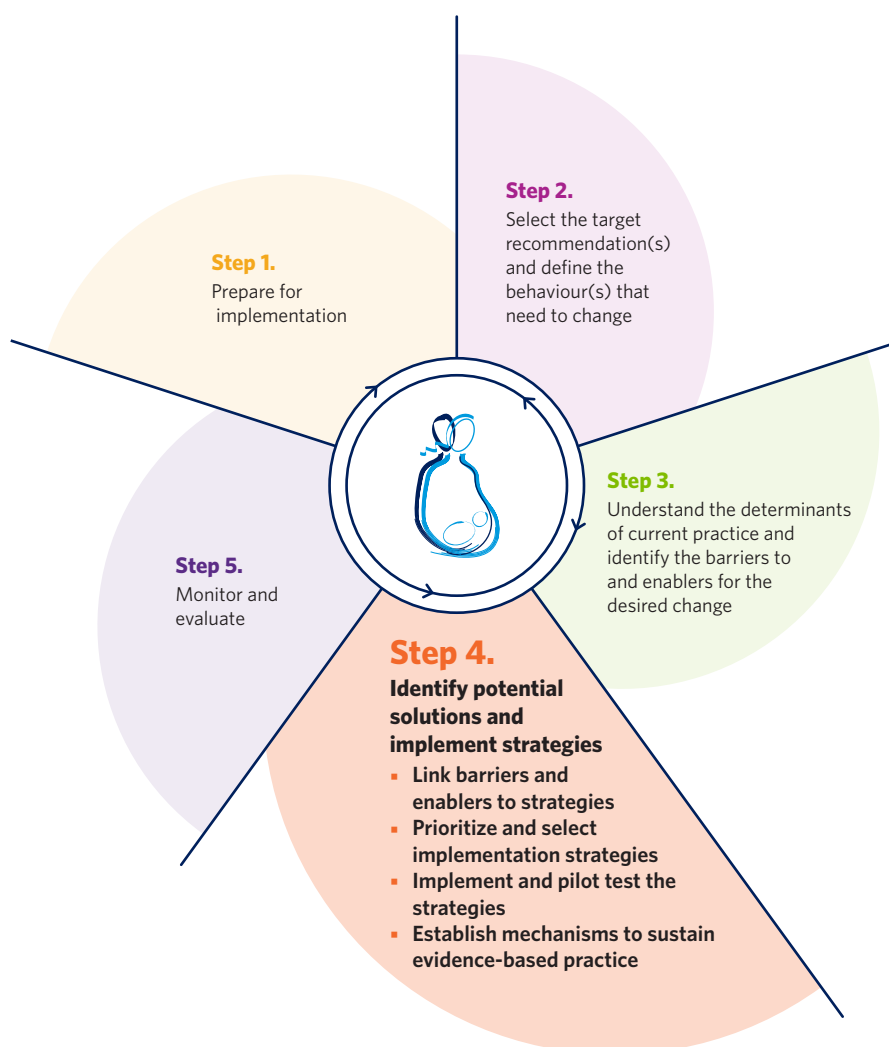 Step 1.
Prepare for
implementation
Step 2.
Select the target
recommendation(s)
and define the
behaviour(s) that
need to change
Step 3.
Understand the determinants
of current practice and
identify the barriers to
and enablers for the
desired change
Step 4.
Identify potential
solutions and
implement strategies
▪ Link barriers and
enablers to strategies
▪ Prioritize and select
implementation strategies
▪ Implement and pilot test the
strategies
▪ Establish mechanisms to sustain
evidence-based practice
Step 5.
Monitor and
evaluate